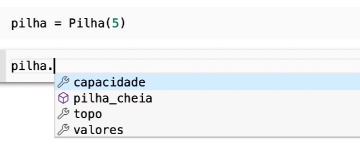 pilha = Pilha(5)
pilha.
capacidade
pilha_cheia
topo
valores